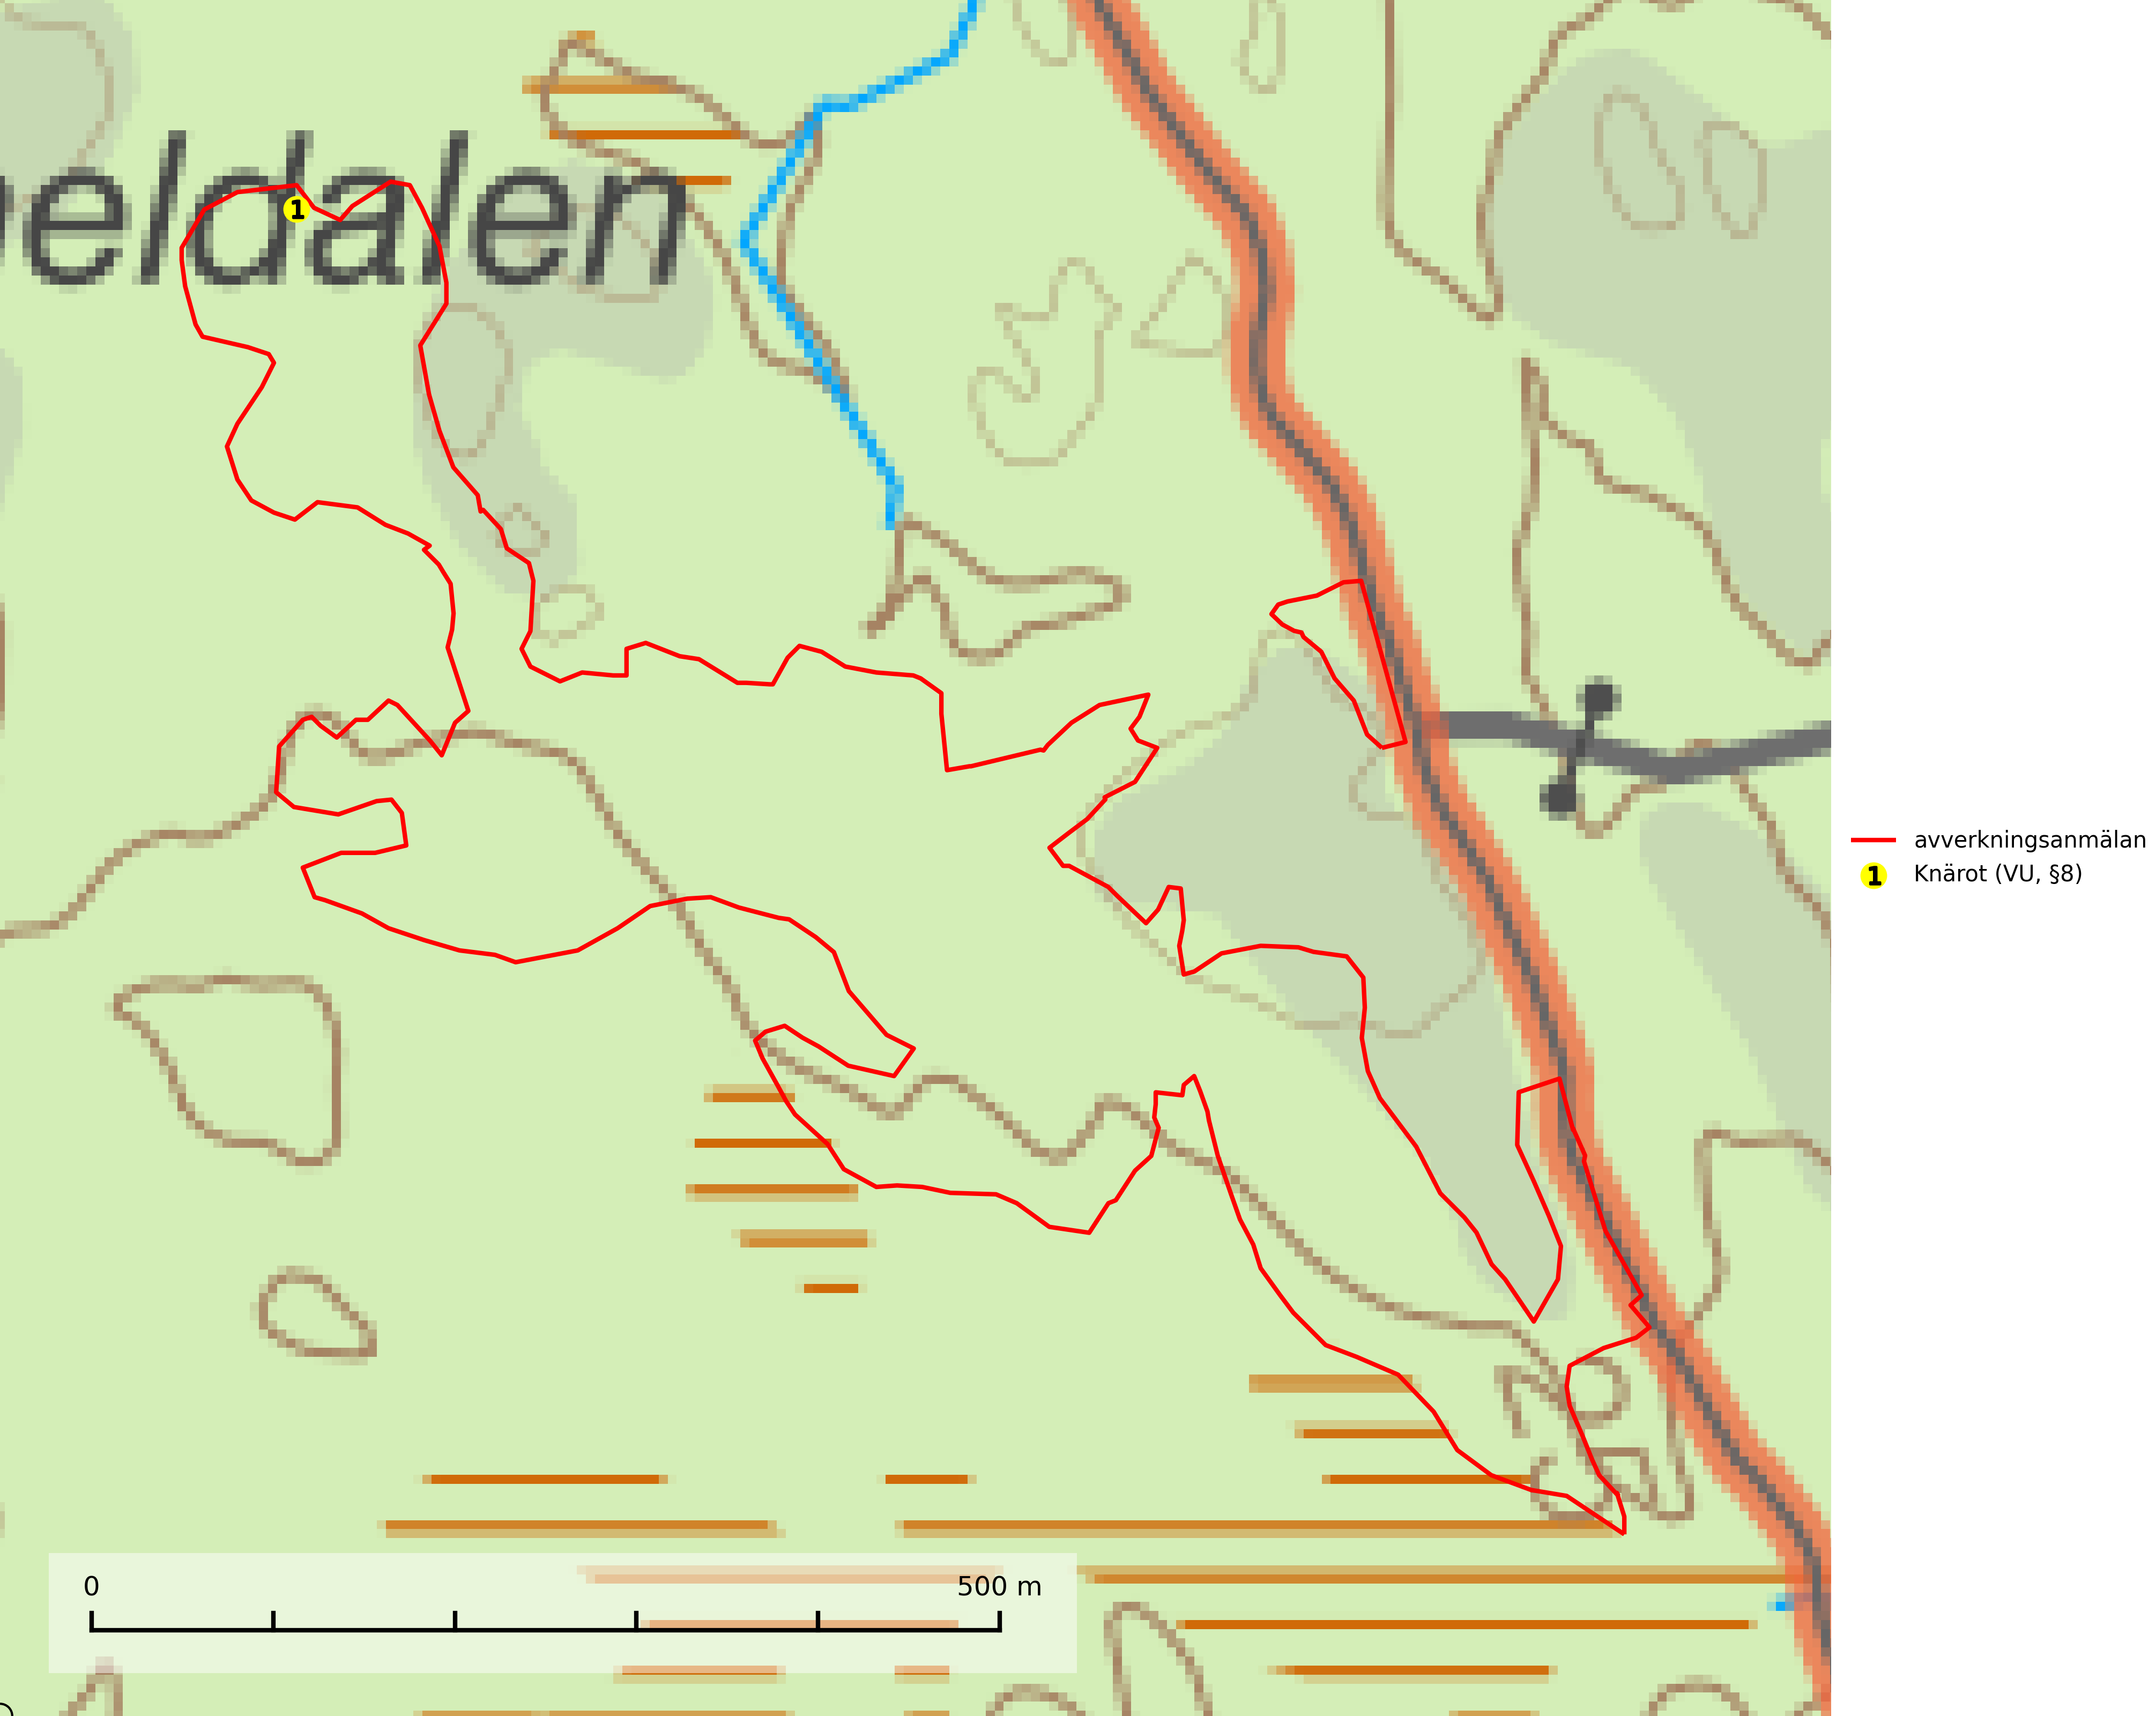 eldalen
1
avverkningsanmälan
1 Knärot (VU, §8)
0 500 m